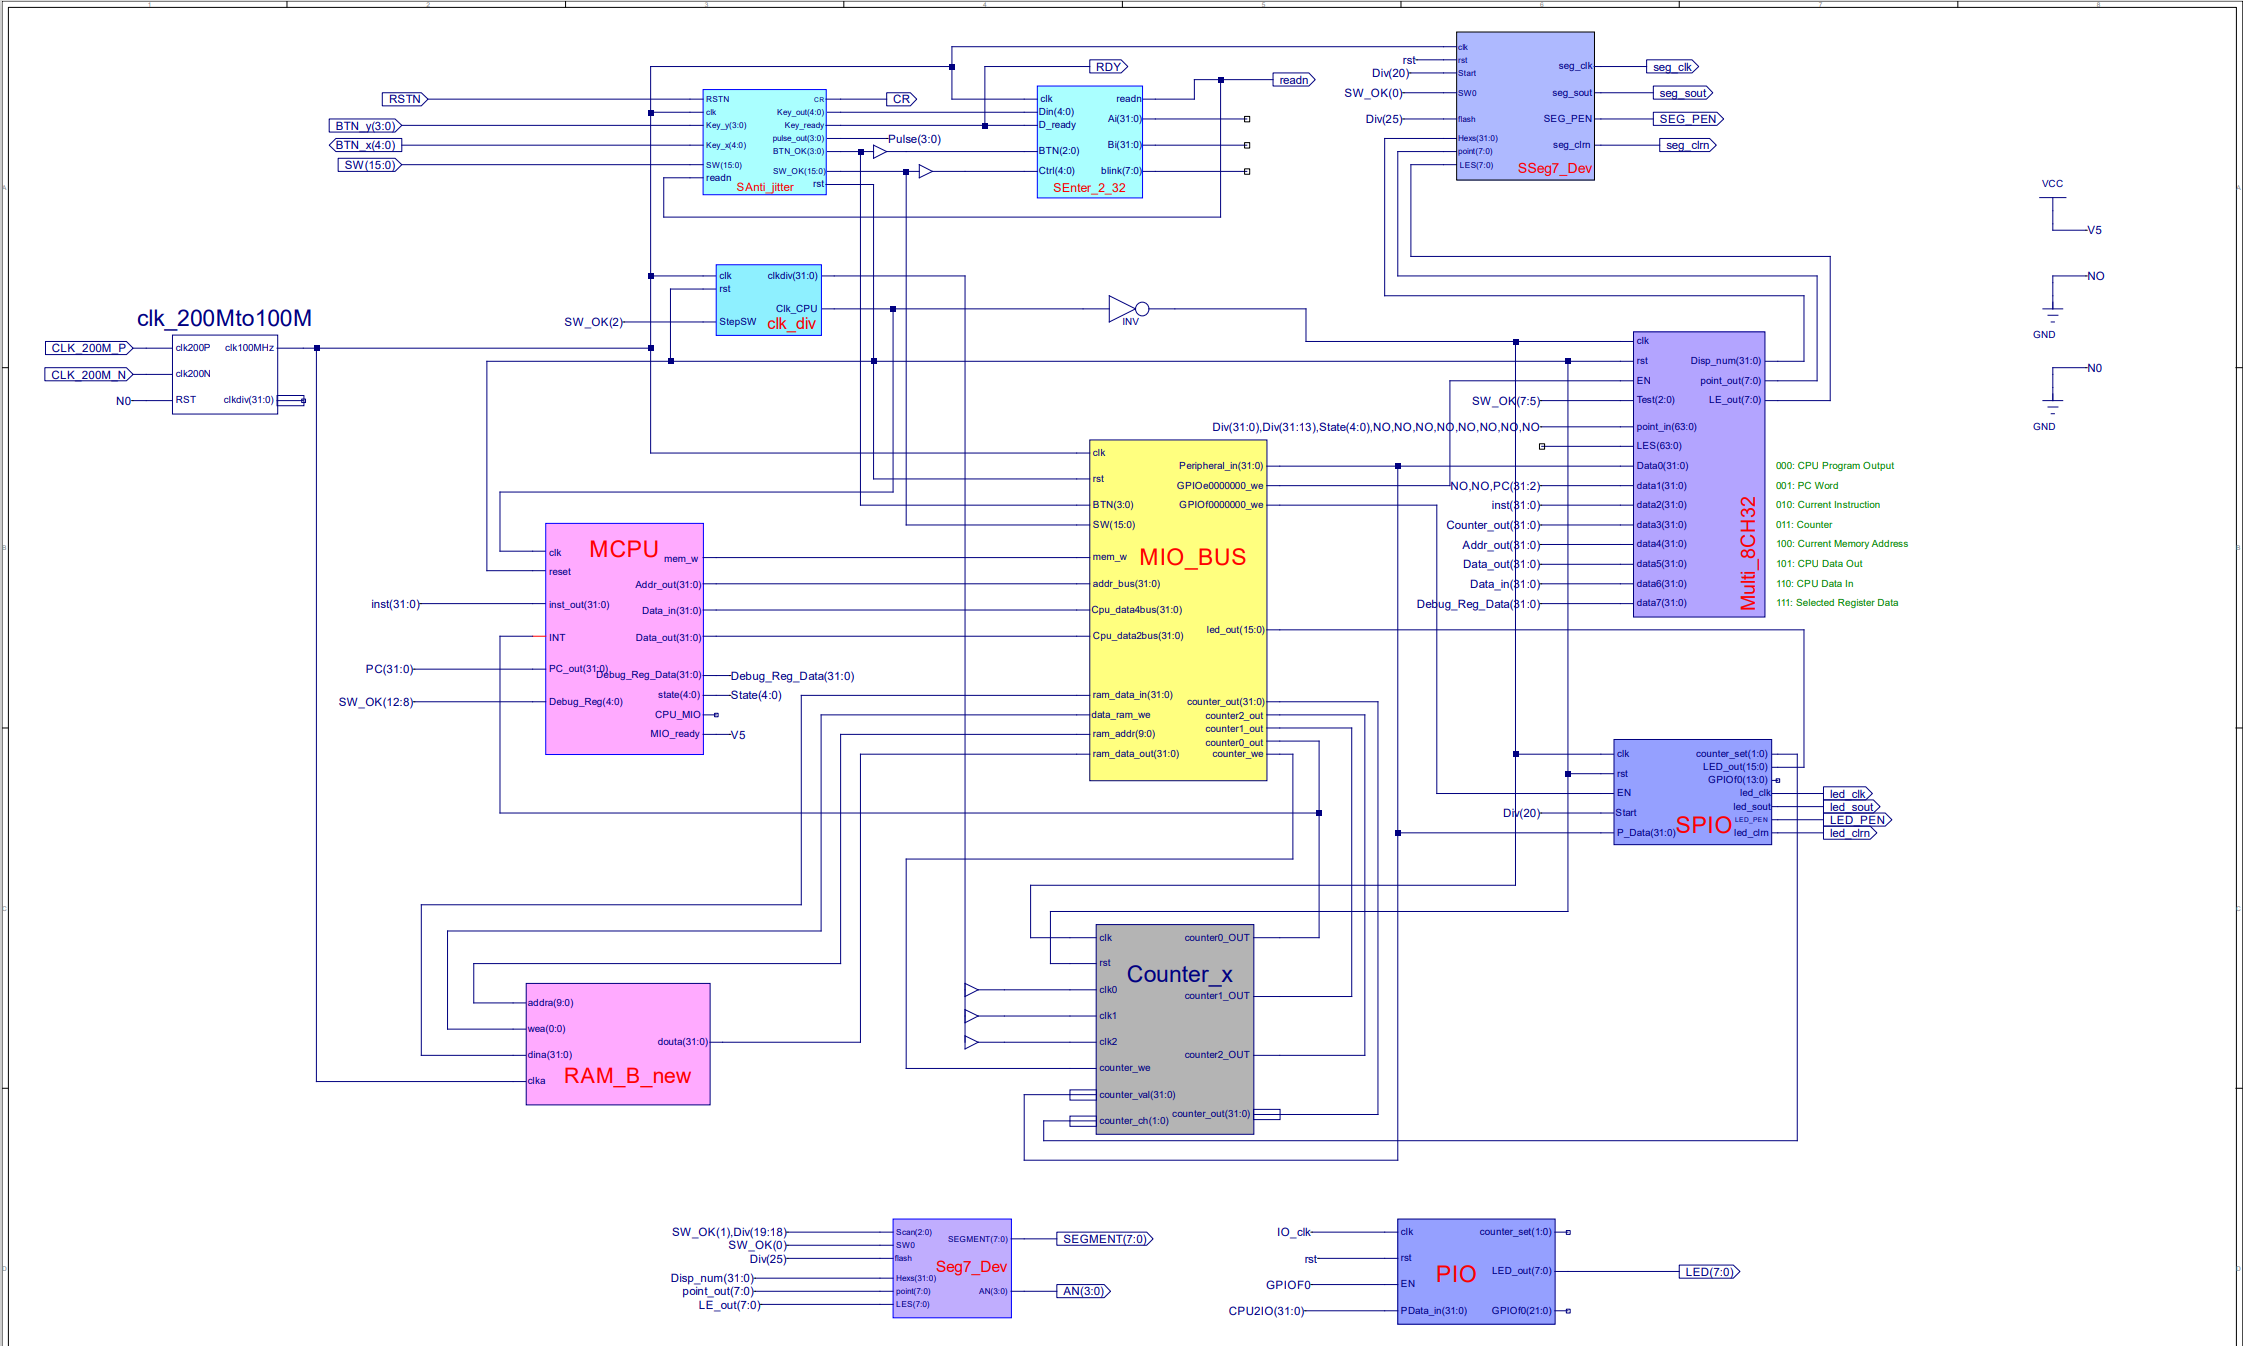 RSTN
BTN_y(3:0)
BTN_x(4:0)
SW(15:0)
RSTN
clk
Key_y(3:0)
Key_x(4:0)
SW(15:0)
readn
CR
Key_out(4:0)
Key_ready
pulse_out(3:0)
BTN_OK(3:0)
SW_OK(15:0)
rst
SAnti_jitter
CR
Pulse(3:0)
RDY
clk
Din(4:0)
D_ready
BTN(2:0)
Ctrl(4:0)
readn
Ai(31:0)
Bi(31:0)
blink(7:0)
SEnter_2_32
readn
rst
Div(20)
SW_OK(0)
Div(25)
clk
rst
Start
SW0
flash
Hexs(31:0)
point(7:0)
LES(7:0)
seg_clk
seg_sout
SEG_PEN
seg_clrn
SSeg7_Dev
seg_clk
seg_sout
SEG_PEN
seg_clrn
VCC
V5
NO
GND
N0
GND
SW_OK(2)
clk
rst
StepSW
clkdiv(31:0)
Clk_CPU
clk_div
INV
clk_200Mto100M
CLK_200M_P
CLK_200M_N
N0
clk200P
clk200N
RST
clk100MHz
clkdiv(31:0)
SW_OK(7:5)
Div(31:0),Div(31:13),State(4:0),NO,NO,NO,NO,NO,NO,NO,NO
NO,NO,PC(31:2)
inst(31:0)
Counter_out(31:0)
Addr_out(31:0)
Data_out(31:0)
Data_in(31:0)
Debug_Reg_Data(31:0)
clk
rst
EN
Test(2:0)
point_in(63:0)
LES(63:0)
Data0(31:0)
data1(31:0)
data2(31:0)
data3(31:0)
data4(31:0)
data5(31:0)
data6(31:0)
data7(31:0)
Disp_num(31:0)
point_out(7:0)
LE_out(7:0)
Multi_8CH32
000: CPU Program Output
001: PC Word
010: Current Instruction
011: Counter
100: Current Memory Address
101: CPU Data Out
110: CPU Data In
111: Selected Register Data
inst(31:0)
PC(31:0)
SW_OK(12:8)
MCPU
clk
reset
inst_out(31:0)
INT
PC_out(31:0)
Debug_Reg(4:0)
mem_w
Addr_out(31:0)
Data_in(31:0)
Data_out(31:0)
Debug_Reg_Data(31:0)
state(4:0)
CPU_MIO
MIO_ready
Debug_Reg_Data(31:0)
State(4:0)
V5
MIO_BUS
clk
rst
BTN(3:0)
SW(15:0)
mem_w
addr_bus(31:0)
Cpu_data4bus(31:0)
Cpu_data2bus(31:0)
ram_data_in(31:0)
data_ram_we
ram_addr(9:0)
ram_data_out(31:0)
Peripheral_in(31:0)
GPIOe0000000_we
GPIOf0000000_we
led_out(15:0)
counter_out(31:0)
counter2_out
counter1_out
counter0_out
counter_we
Div(20)
clk
rst
EN
Start
P_Data(31:0)
counter_set(1:0)
LED_out(15:0)
GPIOf0(13:0)
led_clk
led_sout
LED_PEN
led_clrn
SPIO
led_clk
led_sout
LED_PEN
led_clrn
addra(9:0)
wea(0:0)
dina(31:0)
clka
douta(31:0)
RAM_B_new
Counter_x
clk
rst
clk0
clk1
clk2
counter_we
counter_val(31:0)
counter_ch(1:0)
counter0_OUT
counter1_OUT
counter2_OUT
counter_out(31:0)
SW_OK(1),Div(19:18)
SW_OK(0)
Div(25)
Disp_num(31:0)
point_out(7:0)
LE_out(7:0)
Scan(2:0)
SW0
flash
Hexs(31:0)
point(7:0)
LES(7:0)
SEGMENT(7:0)
AN(3:0)
Seg7_Dev
SEGMENT(7:0)
AN(3:0)
IO_clk
rst
GPIOF0
CPU2IO(31:0)
clk
rst
EN
PData_in(31:0)
counter_set(1:0)
LED_out(7:0)
GPIOf0(21:0)
PIO
LED(7:0)